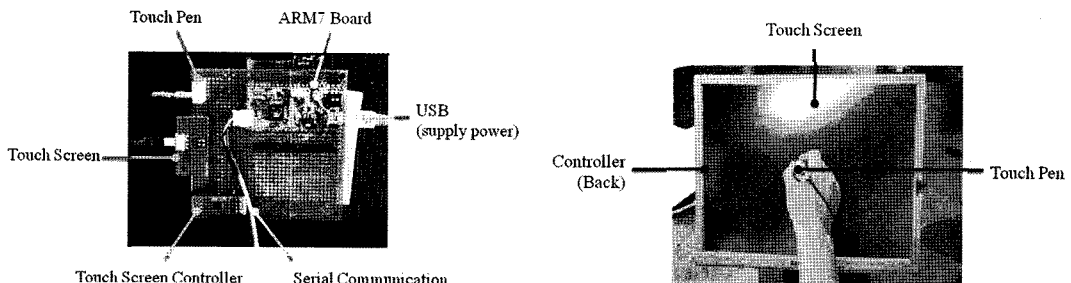 Touch Pen
ARM7 Board
USB
(supply power)
Touch Screen
Touch Screen Controller
Serial Communication
Touch Screen
Controller
(Back)
Touch Pen